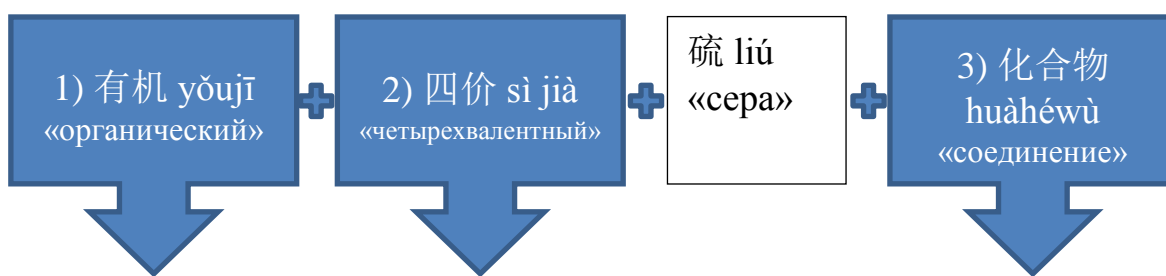 1) 有机 yǒujī
«органический»
2) 四价 sì jià
«четырехвалентный»
硫 liú
«сера»
3) 化合物
huàhéwù
«соединение»